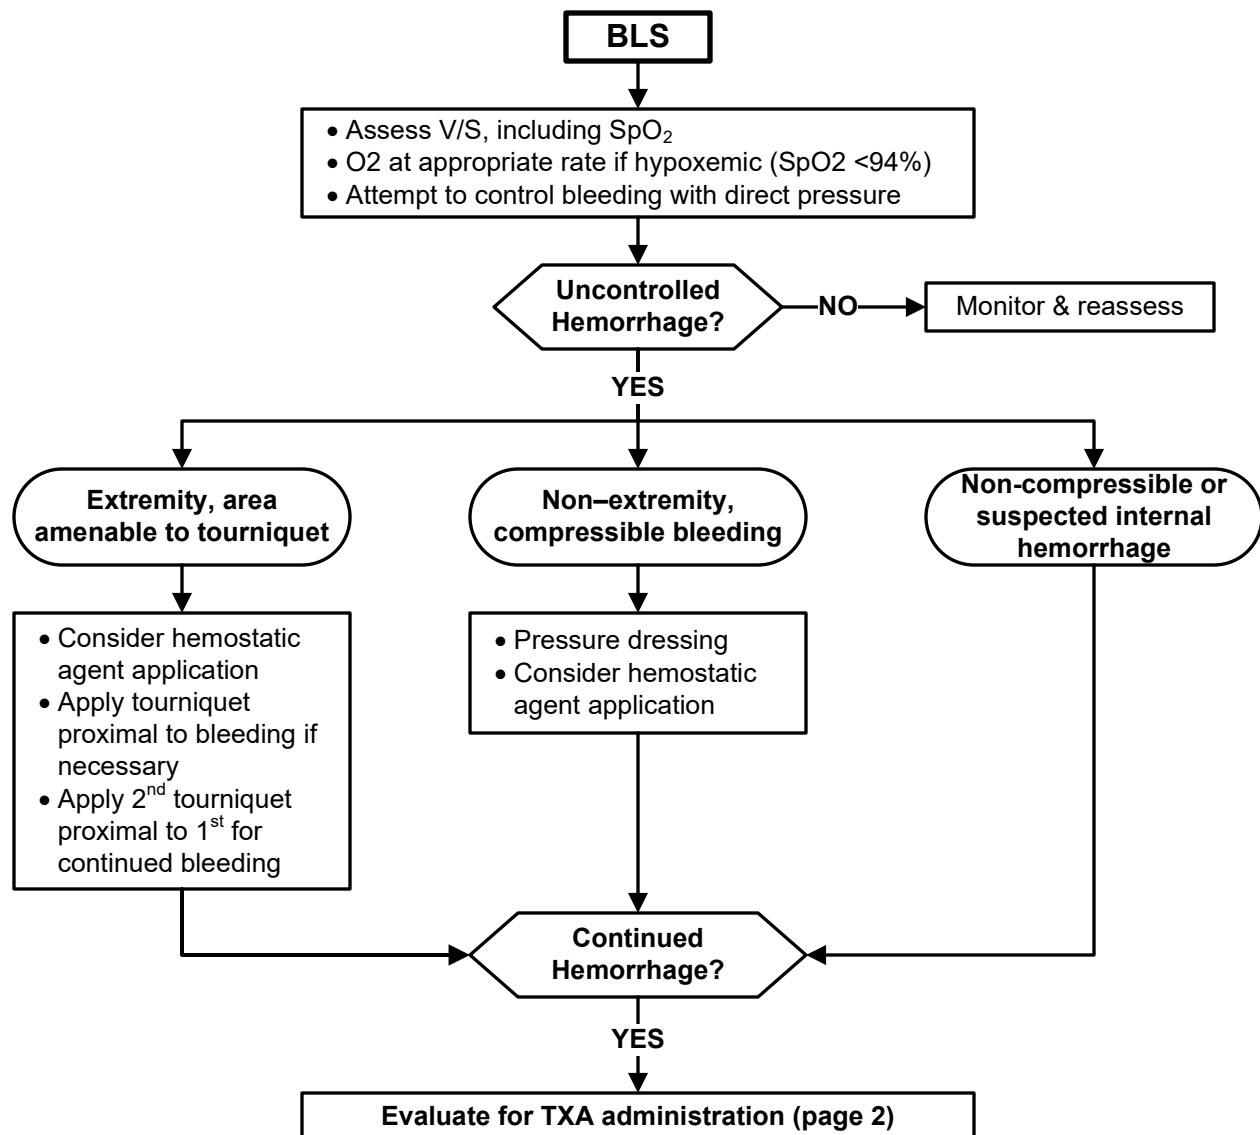 BLS
• Assess V/S, including SpO₂
• O2 at appropriate rate if hypoxemic (SpO2 <94%)
• Attempt to control bleeding with direct pressure
Uncontrolled
Hemorrhage?
NO
Monitor & reassess
YES
Extremity, area
amenable to tourniquet
Non–extremity,
compressible bleeding
Non-compressible or
suspected internal
hemorrhage
• Consider hemostatic
agent application
• Apply tourniquet
proximal to bleeding if
necessary
• Apply 2nd tourniquet
proximal to 1st for
continued bleeding
• Pressure dressing
• Consider hemostatic
agent application
Continued
Hemorrhage?
YES
Evaluate for TXA administration (page 2)